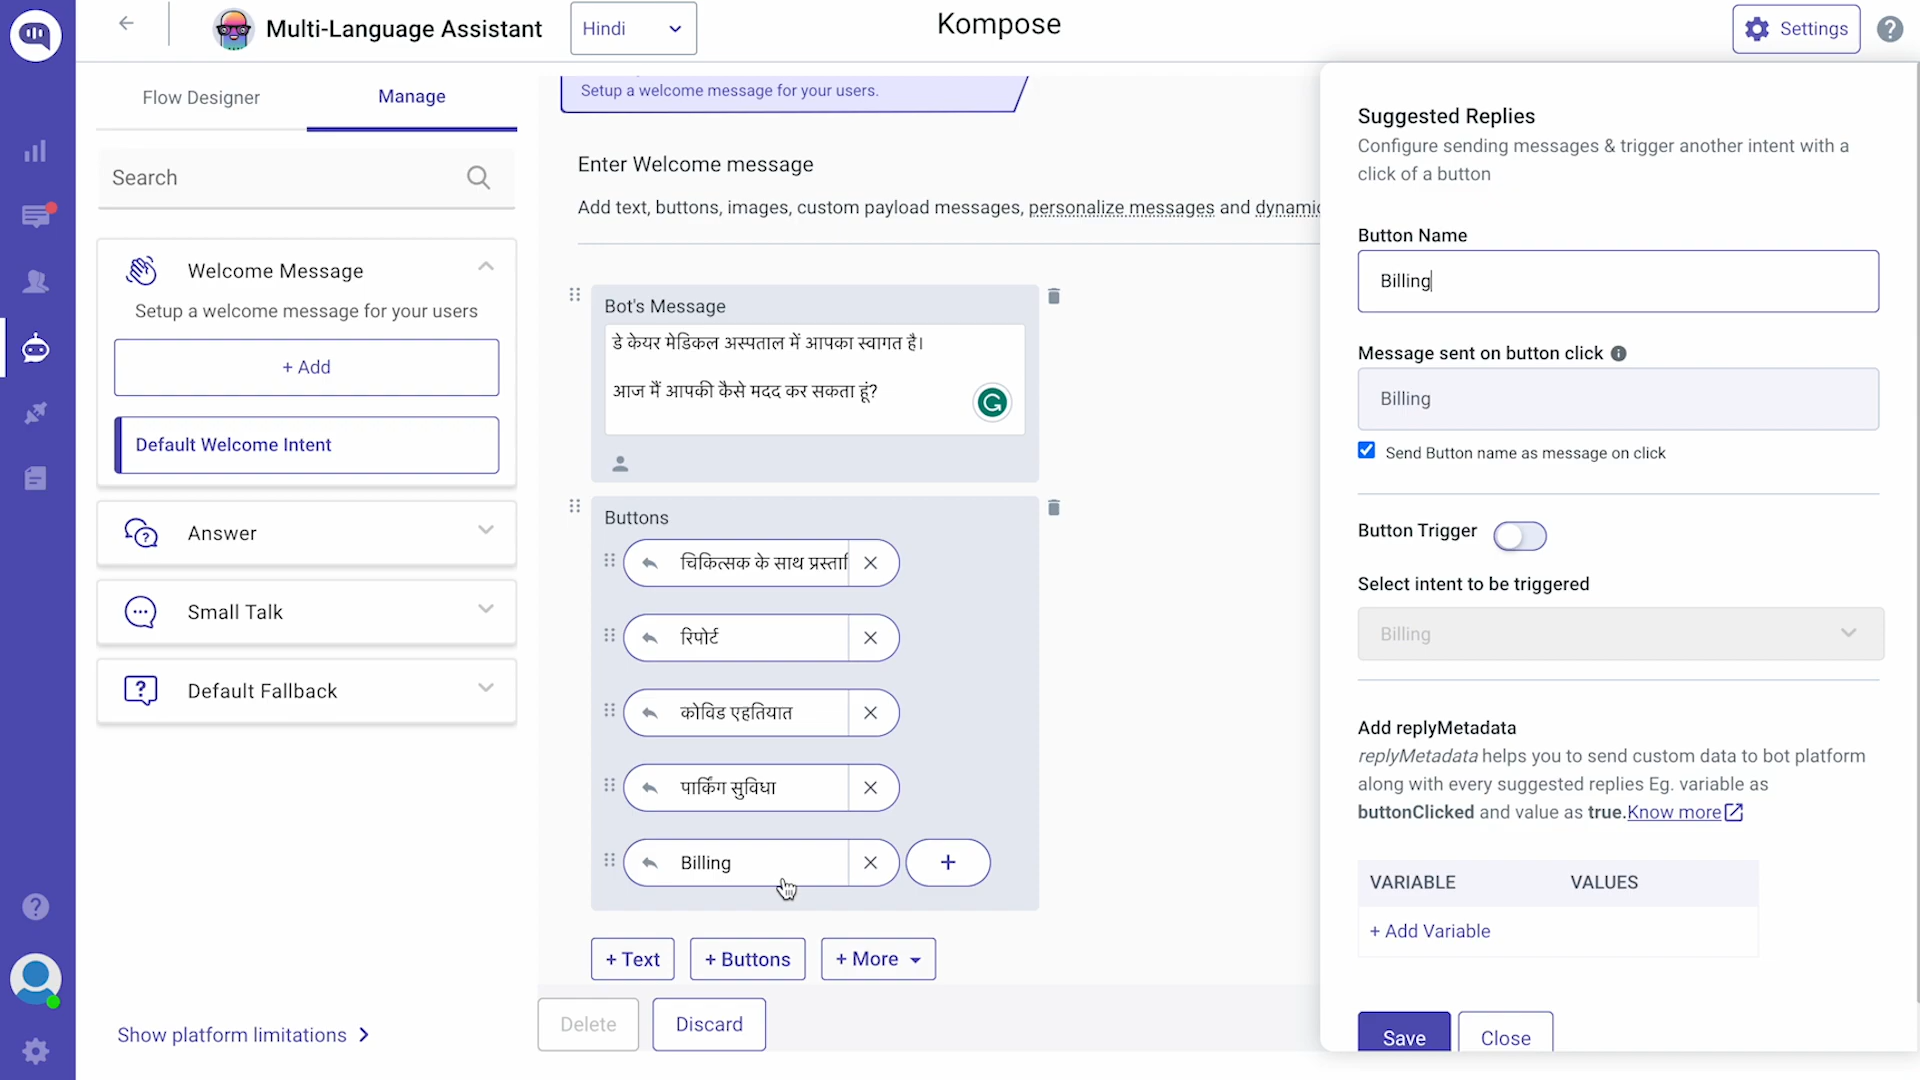 Multi-Language Assistant
Hindi
Kompose
Settings
Flow Designer
Manage
Search
Welcome Message
Setup a welcome message for your users
+ Add
Default Welcome Intent
Answer
Small Talk
Default Fallback
Show platform limitations
Setup a welcome message for your users.
Enter Welcome message
Add text, buttons, images, custom payload messages, personalize messages and dynamic
Bot's Message
डे केयर मेडिकल अस्पताल में आपका स्वागत है।
आज मैं आपकी कैसे मदद कर सकता हूं?
Buttons
चिकित्सक के साथ
रिपोर्ट
कोविड एहतियात
पार्किंग सुविधा
Billing
+
+ Text
+ Buttons
+ More
Delete
Discard
Suggested Replies
Configure sending messages & trigger another intent with a
click of a button
Button Name
Billing
Message sent on button click
Billing
Send Button name as message on click
Button Trigger
Select intent to be triggered
Billing
Add replyMetadata
replyMetadata helps you to send custom data to bot platform
along with every suggested replies Eg. variable as
buttonClicked and value as true.Know more
VARIABLE VALUES
+ Add Variable
Save
Close